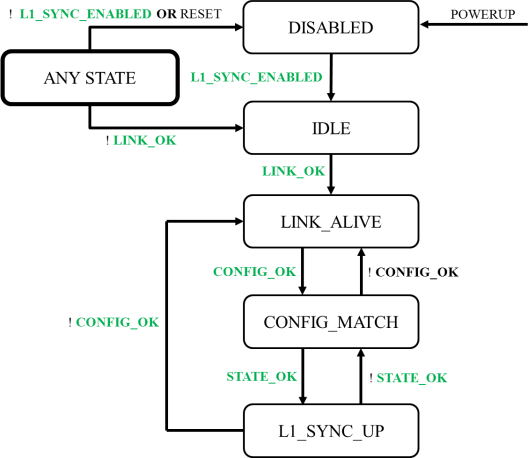 ! L1_SYNC_ENABLED OR RESET
POWERUP
DISABLED
ANY STATE
L1_SYNC_ENABLED
IDLE
! LINK_OK
LINK_OK
LINK_ALIVE
CONFIG_OK
! CONFIG_OK
! CONFIG_OK
CONFIG_MATCH
STATE_OK
! STATE_OK
L1_SYNC_UP